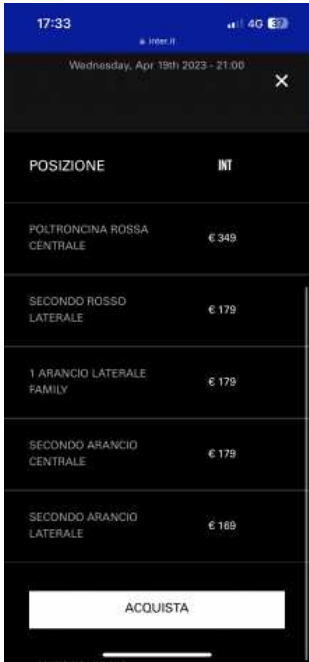 17:33
4G 37
inter.it
Wednesday, Apr 19th 2023 - 21:00
POSIZIONE INT
POLTRONCINA ROSSA
CENTRALE
€ 349
SECONDO ROSSO
LATERALE
€ 179
1 ARANCIO LATERALE
FAMILY
€ 179
SECONDO ARANCIO
CENTRALE
€ 179
SECONDO ARANCIO
LATERALE
€ 169
ACQUISTA